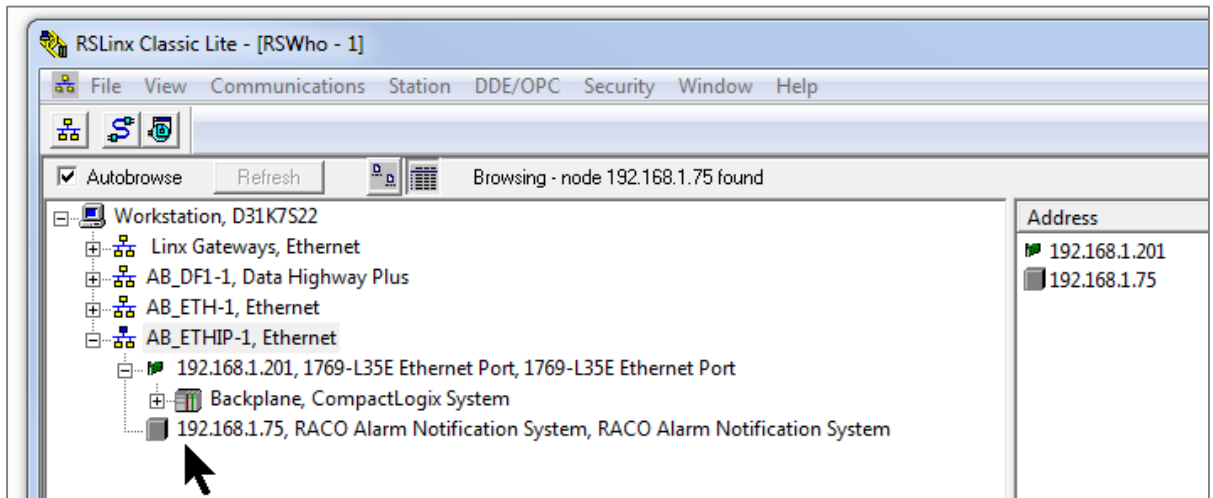 RSLinx Classic Lite - [RSWho - 1]
File View Communications Station DDE/OPC Security Window Help
Autobrowse Refresh Browsing - node 192.168.1.75 found
Workstation, D31K7S22
Linx Gateways, Ethernet
AB_DF1-1, Data Highway Plus
AB_ETH-1, Ethernet
AB_ETHIP-1, Ethernet
192.168.1.201, 1769-L35E Ethernet Port, 1769-L35E Ethernet Port
Backplane, CompactLogix System
192.168.1.75, RACO Alarm Notification System, RACO Alarm Notification System
Address
192.168.1.201
192.168.1.75